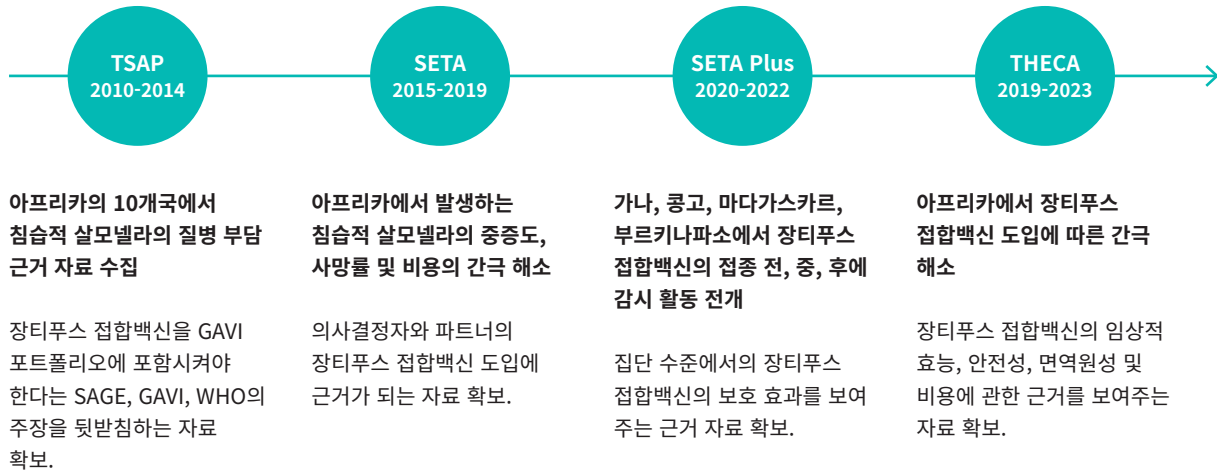 TSAP
2010-2014
SETA
2015-2019
SETA Plus
2020-2022
THECA
2019-2023
아프리카의 10개국에서
침습적 살모넬라의 질병 부담
근거 자료 수집
장티푸스 접합백신을 GAVI
포트폴리오에 포함시켜야
한다는 SAGE, GAVI, WHO의
주장을 뒷받침하는 자료
확보.
아프리카에서 발생하는
침습적 살모넬라의 중증도,
사망률 및 비용의 간극 해소
의사결정자와 파트너의
장티푸스 접합백신 도입에
근거가 되는 자료 확보.
가나, 콩고, 마다가스카르,
부르키나파소에서 장티푸스
접합백신의 접종 전, 중, 후에
감시 활동 전개
집단 수준에서의 장티푸스
접합백신의 보호 효과를 보여
주는 근거 자료 확보.
아프리카에서 장티푸스
접합백신 도입에 따른 간극
해소
장티푸스 접합백신의 임상적
효능, 안전성, 면역원성 및
비용에 관한 근거를 보여주는
자료 확보.